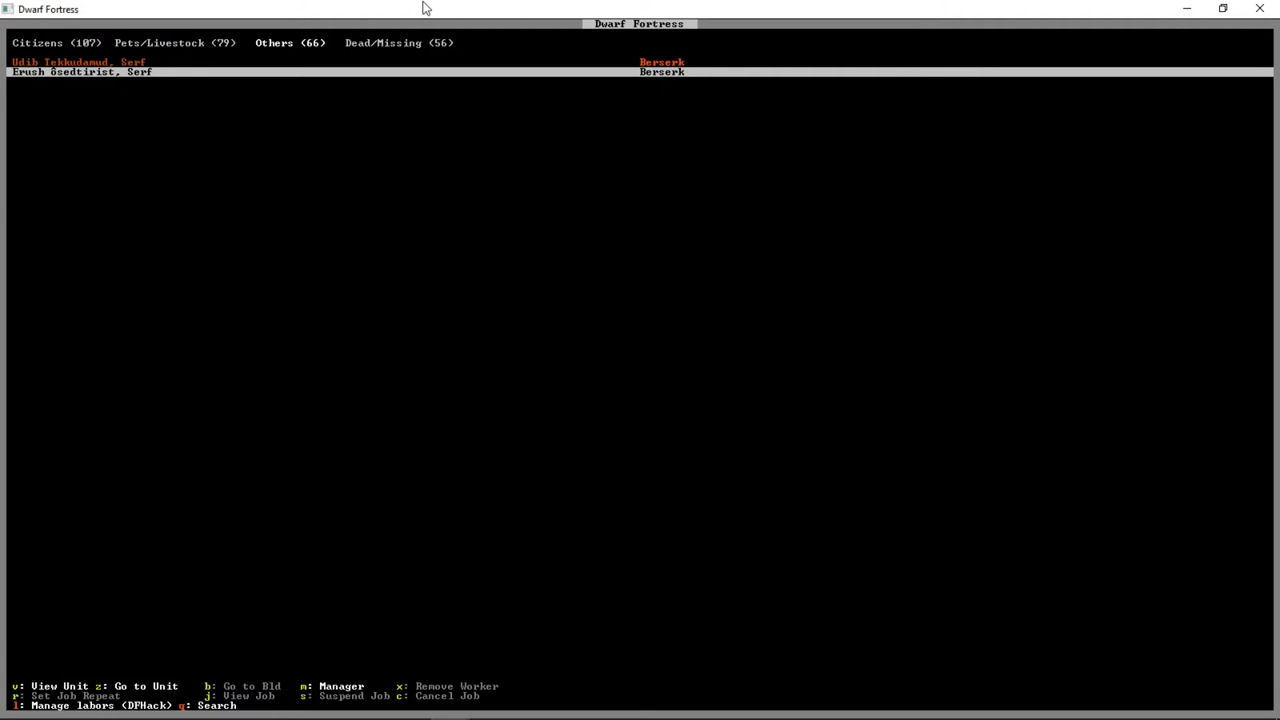 Dwarf Fortress
Dwarf Fortress
Citizens (107) Pets/Livestock (79) Others (66) Dead/Missing (56)
Udib Tekkudamud, Serf Berserk
Erush ôsedtirist, Serf Berserk
v: View Unit z: Go to Unit b: Go to Bld m: Manager x: Remove Worker
r: Set Job Repeat j: View Job s: Suspend Job c: Cancel Job
l: Manage labors (DFHack) q: Search